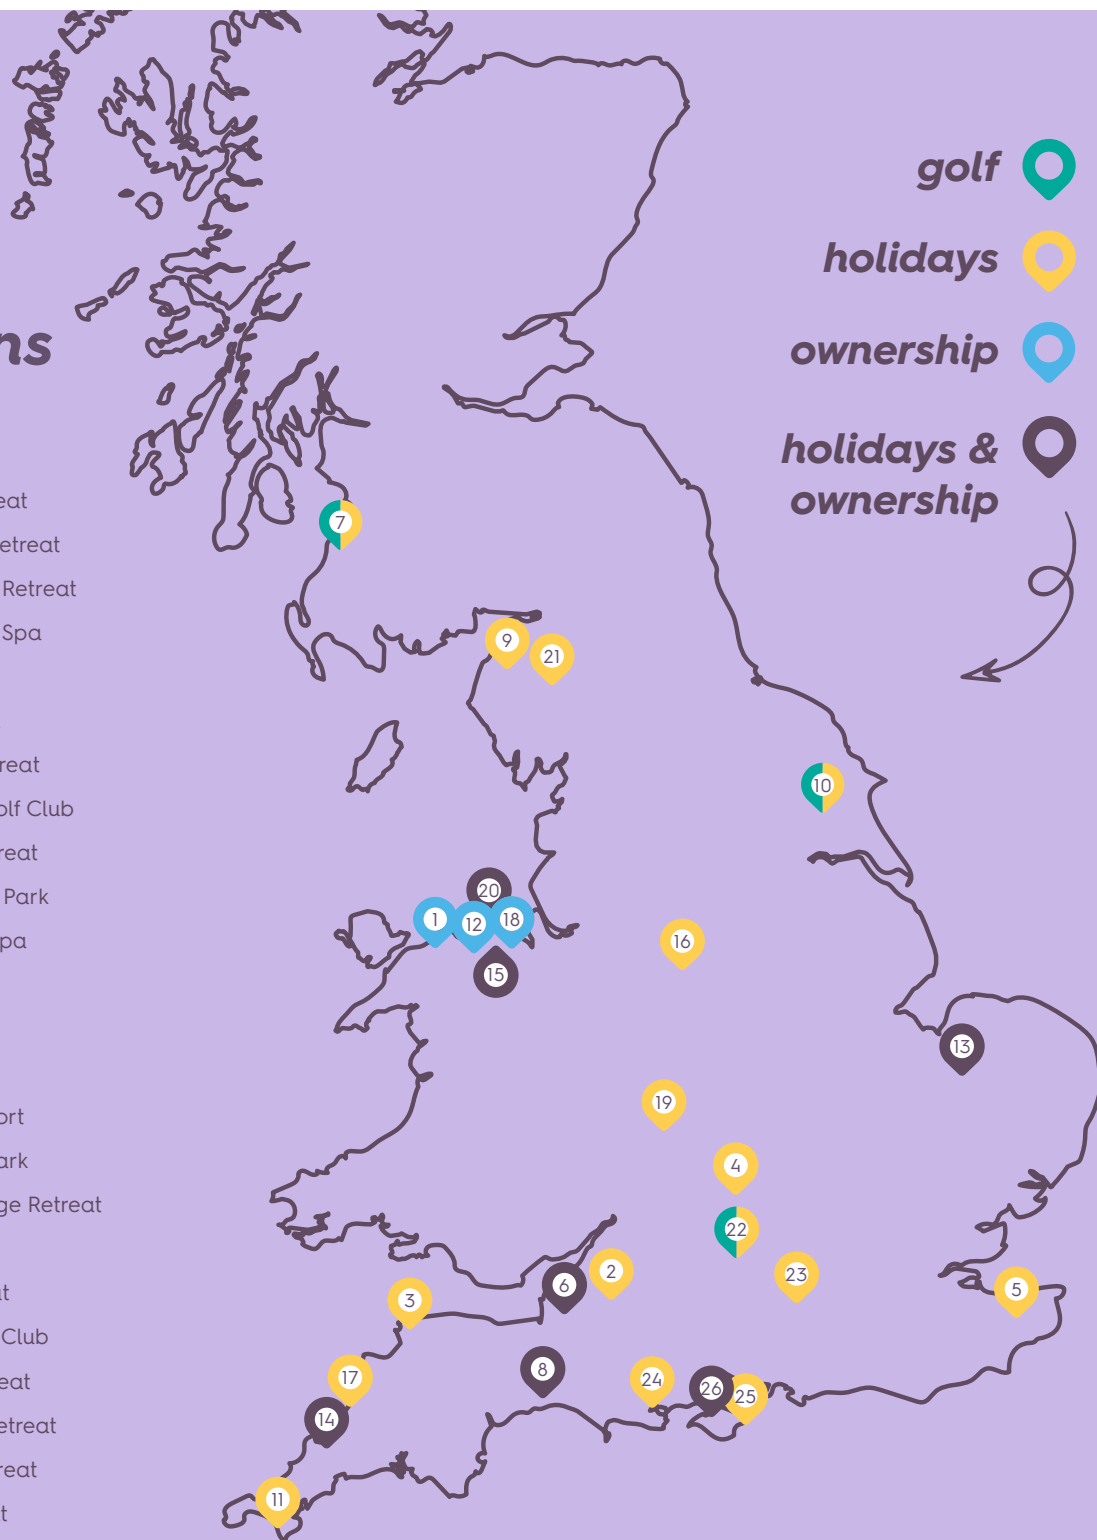 golf
holidays
ns
ownership
holidays &
ownership
eat
etreat
Retreat
Spa
reat
olf Club
reat
Park
pa
ort
ark
ge Retreat
at
Club
eat
etreat
reat
t
7
9
21
10
20
1
12
18
16
15
13
19
4
22
2
23
6
5
3
8
17
24
26
25
14
11